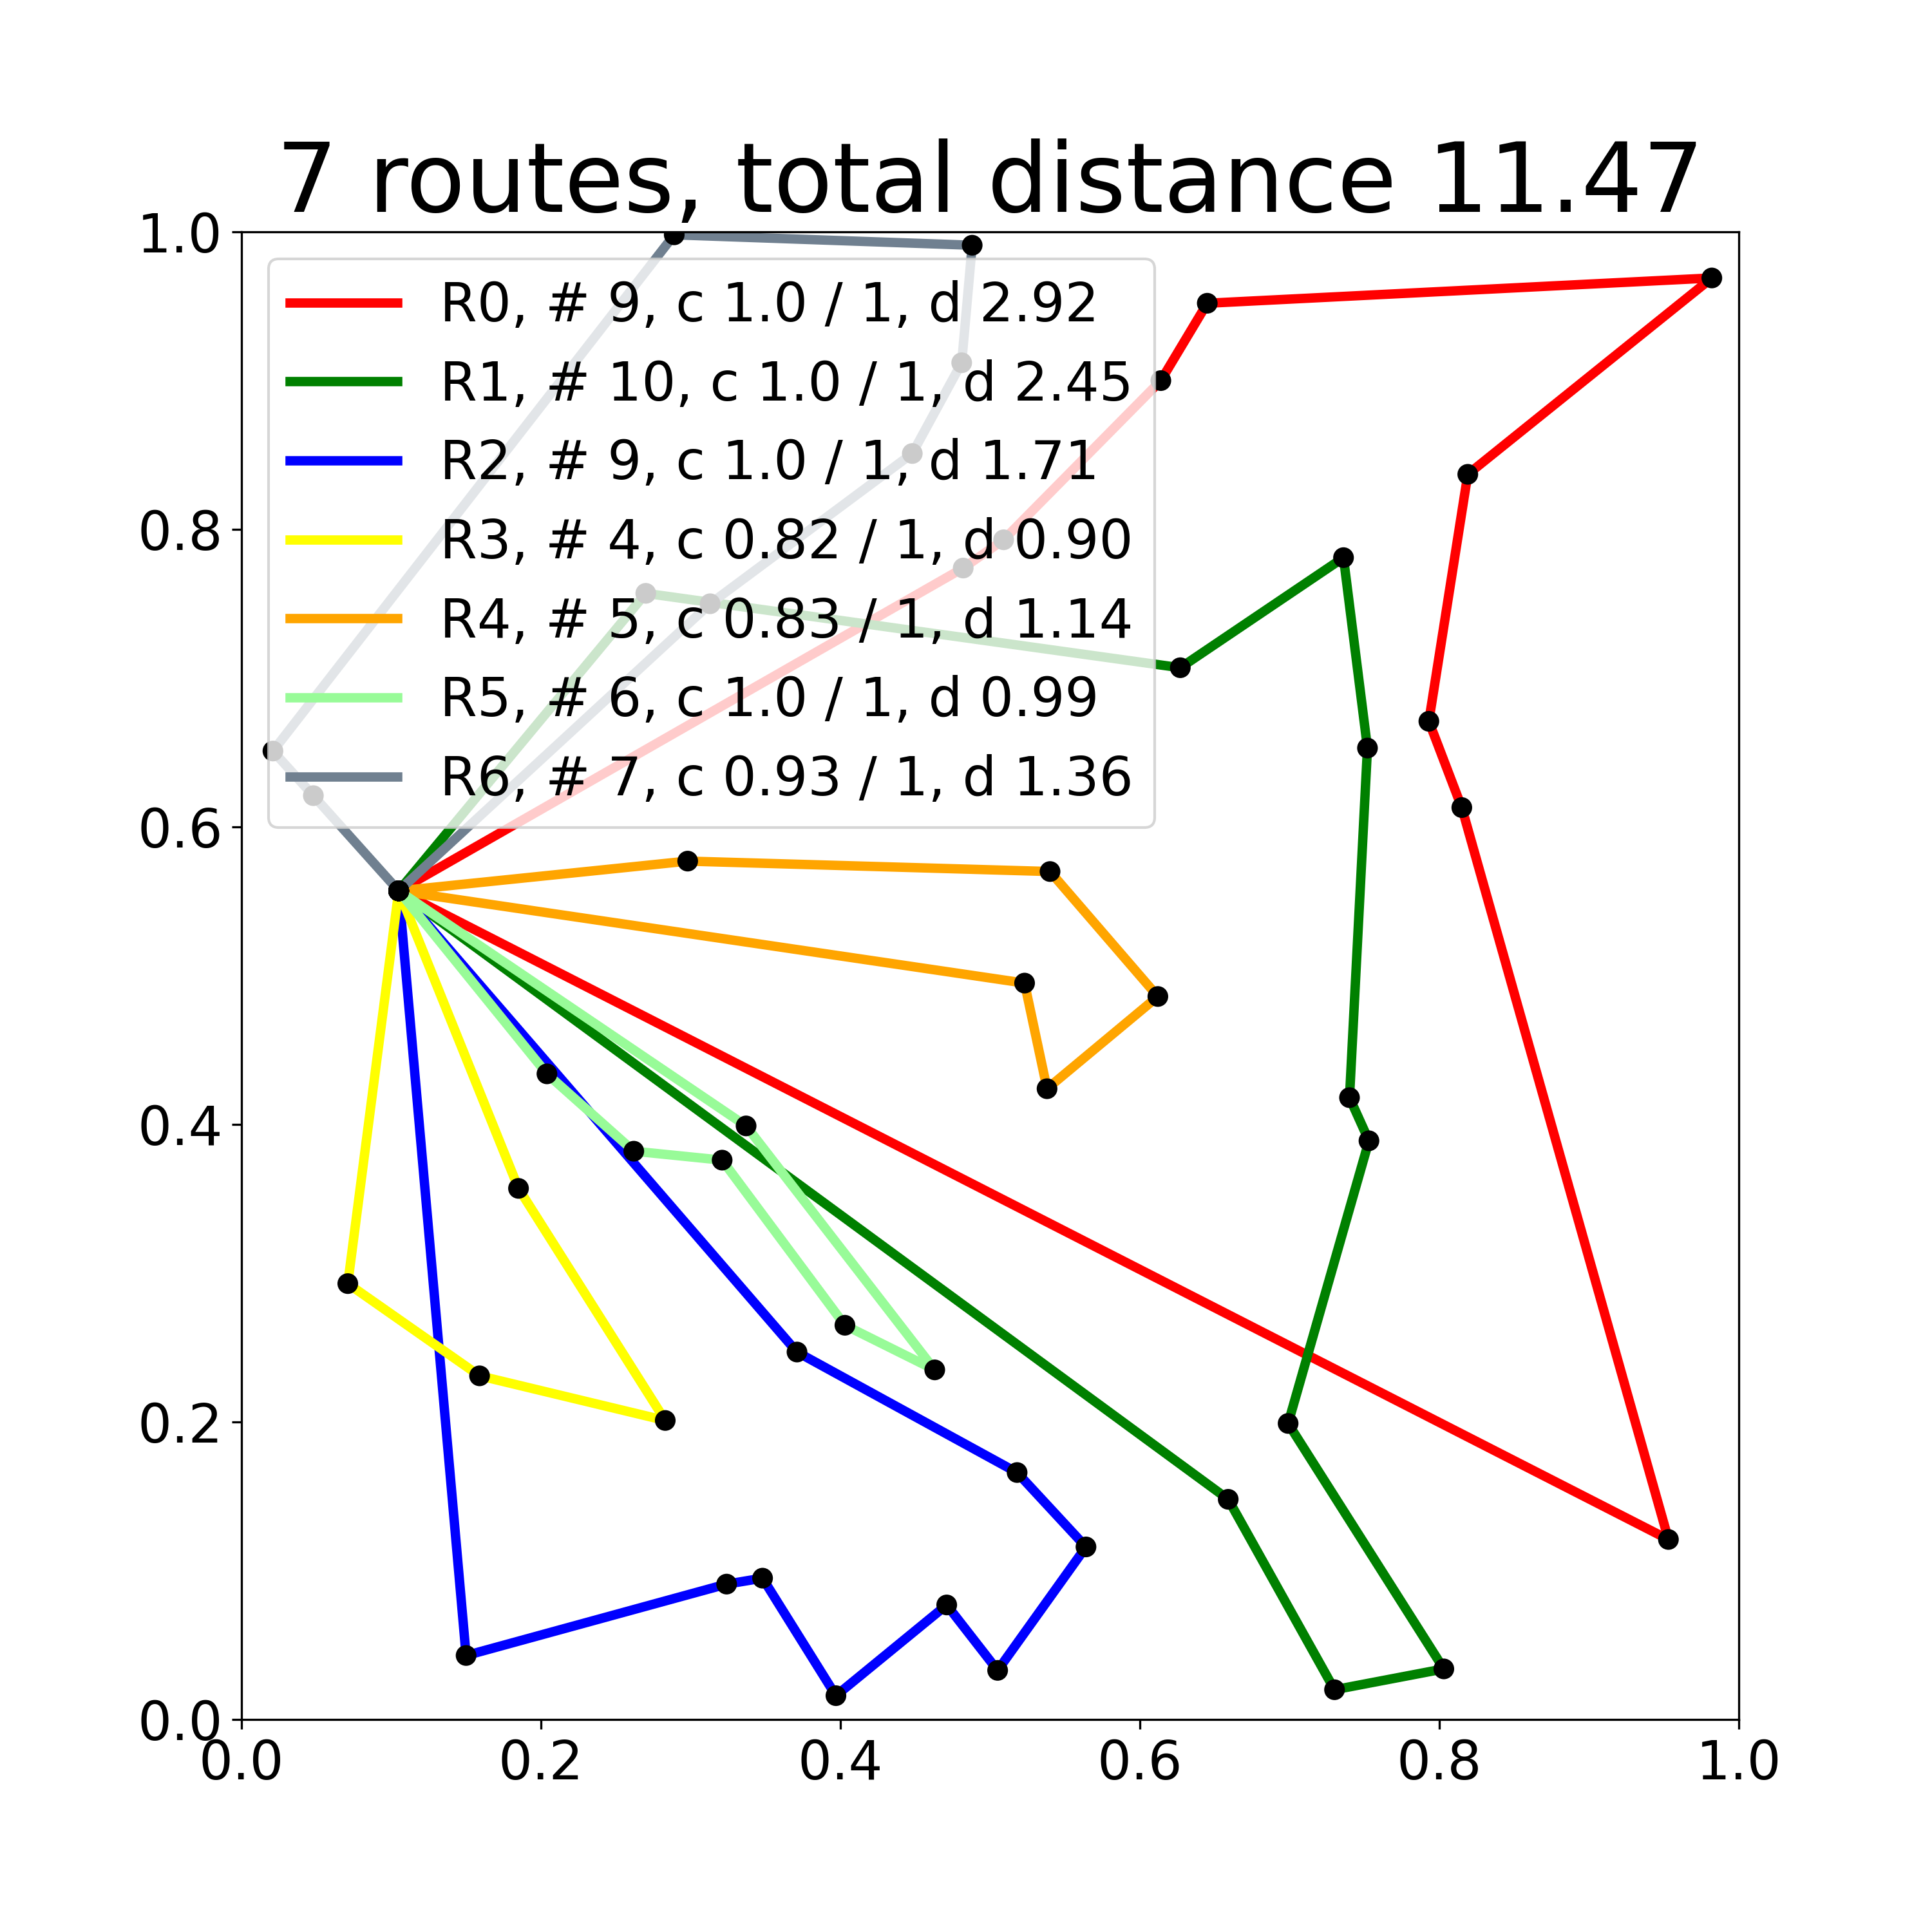 7 routes, total distance 11.47
1.0
R0, # 9, c 1.0 / 1, d 2.92
R1, # 10, c 1.0 / 1, d 2.45
R2, # 9, c 1.0 / 1, d 1.71
0.8
R3, # 4, c 0.82 / 1, d 0.90
R4, # 5, c 0.83 / 1, d 1.14
R5, # 6, c 1.0 / 1, d 0.99
R6, # 7, c 0.93 / 1, d 1.36
0.6
0.4
0.2
0.0
0.0 0.2 0.4 0.6 0.8 1.0